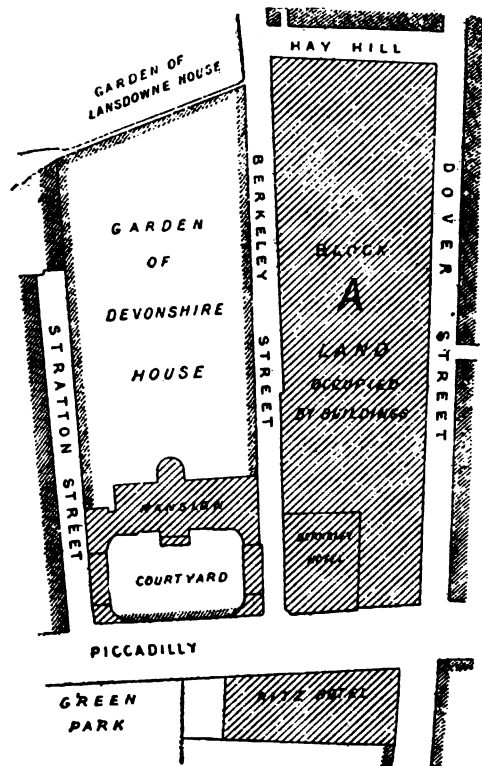 HAY HILL
GARDEN OF
LANSDOWNE HOUSE
BERKELEY STREET
DOVER STREET
GARDEN
OF
DEVONSHIRE
HOUSE
BLOCK
A
LAND
OCCUPIED
BY BUILDINGS
STRATTON STREET
MANSION
COURTYARD
BERKELEY
HOTEL
PICCADILLY
GREEN
PARK
RITZ HOTEL